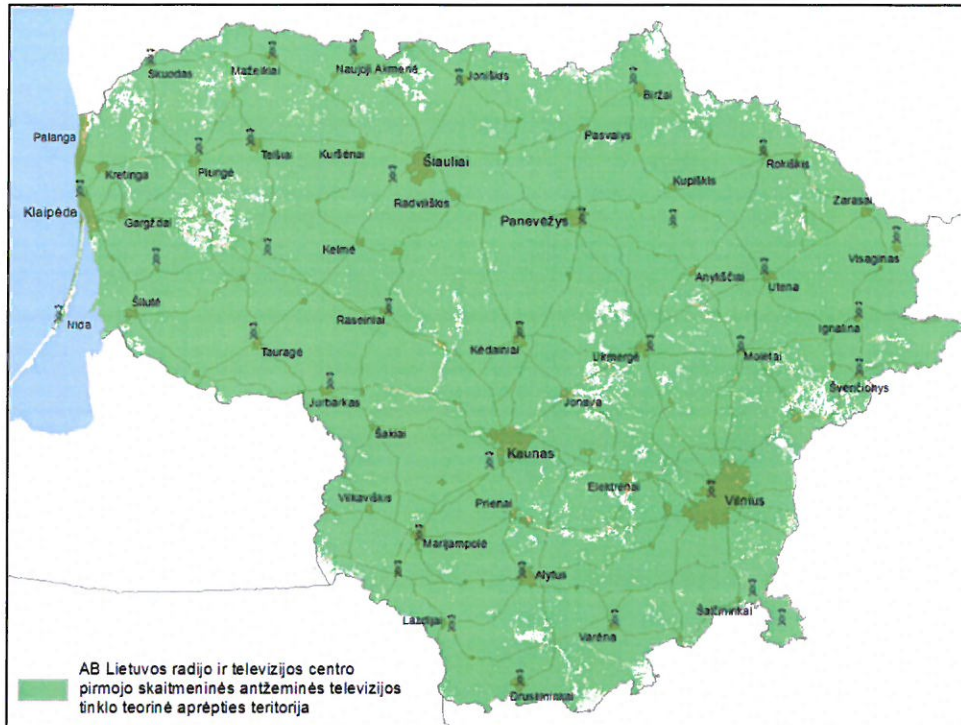 Skuodas
Mažeikiai
Naujoji Akmenė
Joniškis
Biržai
Palanga
Kretinga
Plungė
Telšiai
Kuršėnai
Šiauliai
Pasvalys
Rokiškis
Klaipėda
Gargždai
Radviliškis
Kupiškis
Panevėžys
Zarasai
Kelmė
Visaginas
Anykščiai
Utena
Šilutė
Nida
Raseiniai
Ignalina
Tauragė
Kėdainiai
Ukmergė
Molėtai
Švenčionys
Jurbarkas
Jonava
Šakiai
Kaunas
Elektrėnai
Vilkaviškis
Prienai
Vilnius
Marijampolė
Alytus
Šalčininkai
Lazdijai
Varėna
Druskininkai
AB Lietuvos radijo ir televizijos centro
pirmojo skaitmeninės antžeminės televizijos
tinklo teorinė aprėpties teritorija